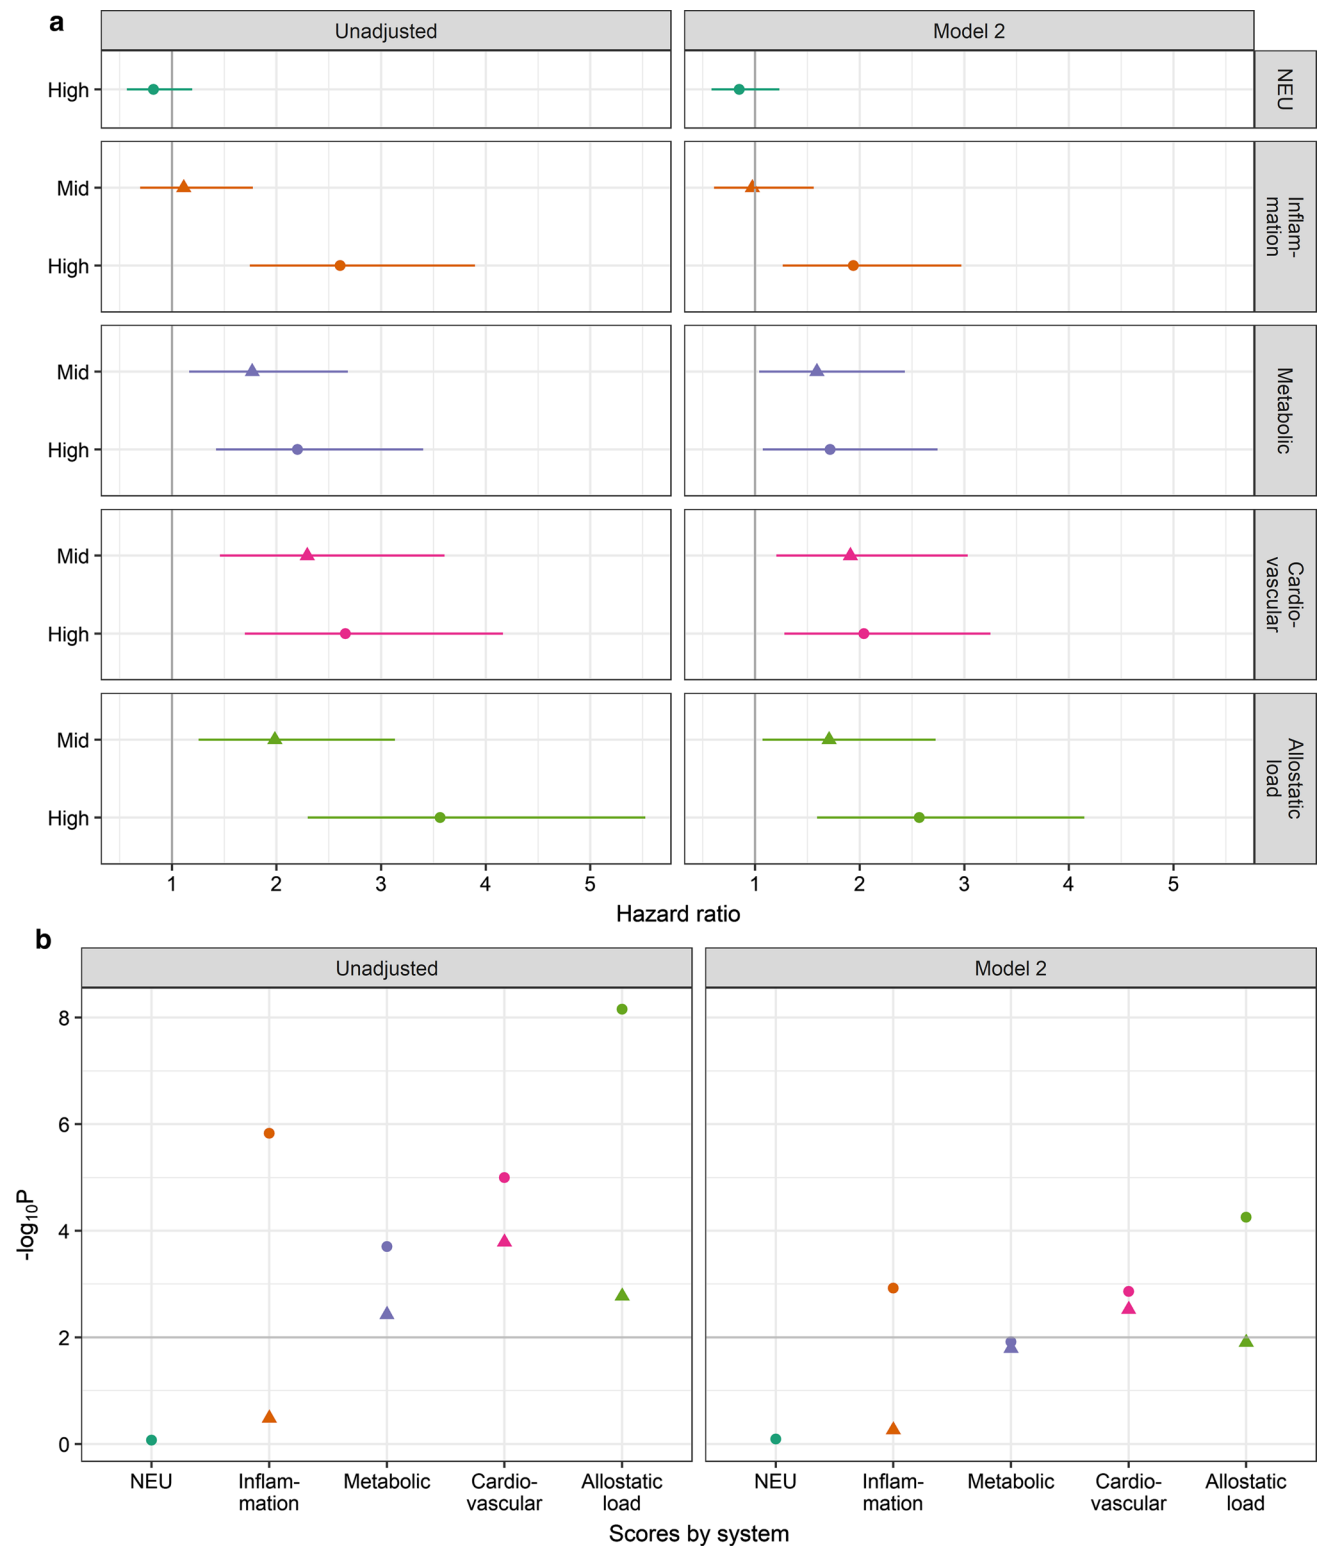 a
Unadjusted
Model 2
High
NEU
Mid
High
Inflam-
mation
Mid
High
Metabolic
Mid
High
Cardio-
vascular
Mid
High
Allostatic
load
1 2 3 4 5
1 2 3 4 5
Hazard ratio
b
Unadjusted
Model 2
8
6
4
2
0
-log₁₀P
NEU
Inflam-
mation
Metabolic
Cardio-
vascular
Allostatic
load
NEU
Inflam-
mation
Metabolic
Cardio-
vascular
Allostatic
load
Scores by system